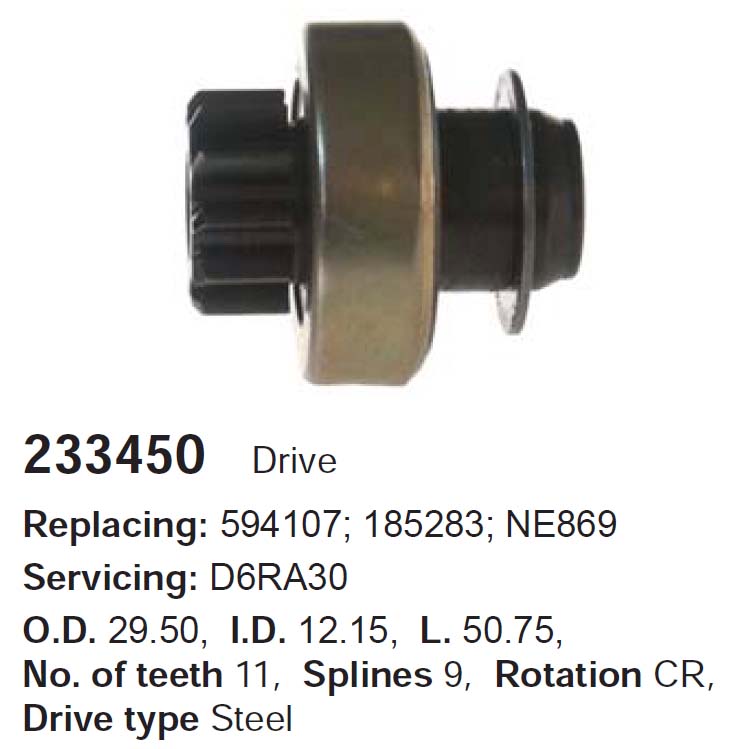 233450 Drive
Replacing: 594107; 185283; NE869
Servicing: D6RA30
O.D. 29.50, I.D. 12.15, L. 50.75,
No. of teeth 11, Splines 9, Rotation CR,
Drive type Steel